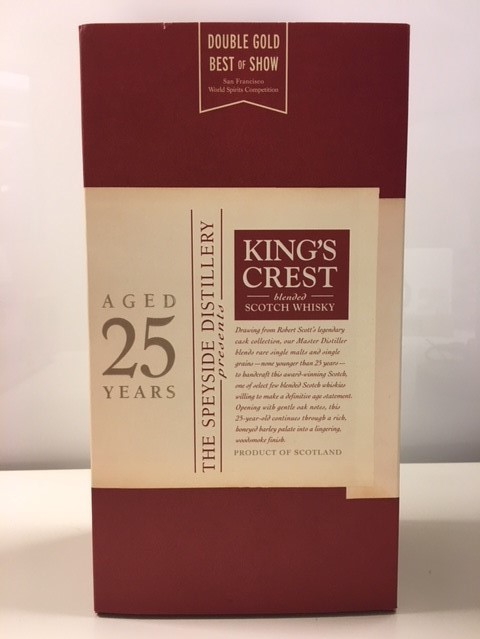 DOUBLE GOLD
BEST OF SHOW
San Francisco
World Spirits Competition
AGED
25
YEARS
THE SPEYSIDE DISTILLERY
presents
KING'S
CREST
blended
SCOTCH WHISKY
Drawing from Robert Scott's legendary
cask collection, our Master Distiller
blends rare single malts and single
grains—none younger than 25 years—
to handcraft this award-winning Scotch,
one of select few blended Scotch whiskies
willing to make a definitive age statement.
Opening with gentle oak notes, this
25-year-old continues through a rich,
honeyed barley palate into a lingering,
woodsmoke finish.
PRODUCT OF SCOTLAND